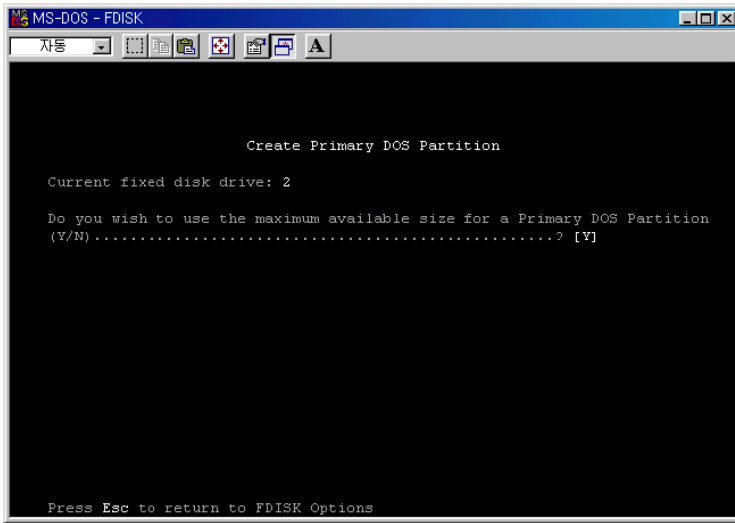 MS-DOS - FDISK
자동
A
Create Primary DOS Partition
Current fixed disk drive: 2
Do you wish to use the maximum available size for a Primary DOS Partition
(Y/N)...................................................? [Y]
Press Esc to return to FDISK Options